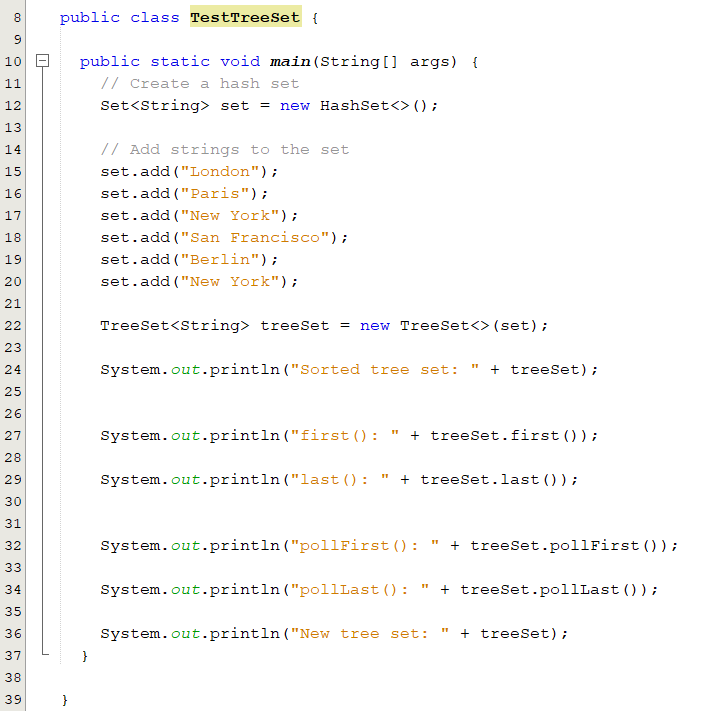 8 public class TestTreeSet {
9
10 public static void main(String[] args) {
11 // Create a hash set
12 Set<String> set = new HashSet<>();
13
14 // Add strings to the set
15 set.add("London");
16 set.add("Paris");
17 set.add("New York");
18 set.add("San Francisco");
19 set.add("Berlin");
20 set.add("New York");
21
22 TreeSet<String> treeSet = new TreeSet<>(set);
23
24 System.out.println("Sorted tree set: " + treeSet);
25
26
27 System.out.println("first(): " + treeSet.first());
28
29 System.out.println("last(): " + treeSet.last());
30
31
32 System.out.println("pollFirst(): " + treeSet.pollFirst());
33
34 System.out.println("pollLast(): " + treeSet.pollLast());
35
36 System.out.println("New tree set: " + treeSet);
37 }
38
39 }